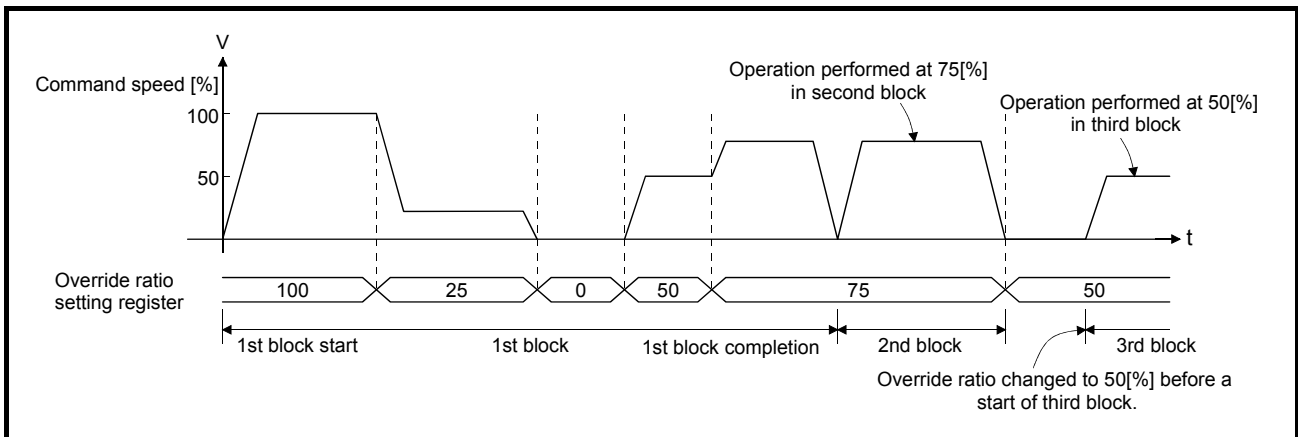 V
Command speed [%]
100
50
Operation performed at 75[%]
in second block
Operation performed at 50[%]
in third block
t
Override ratio
setting register
100
25
0
50
75
50
1st block start
1st block
1st block completion
2nd block
3rd block
Override ratio changed to 50[%] before a
start of third block.